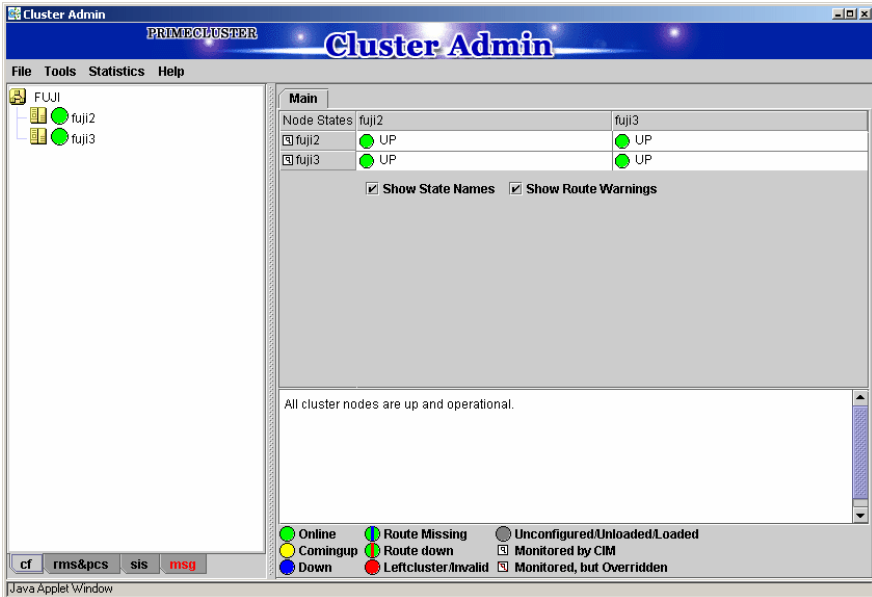 Cluster Admin
PRIMECLUSTER
Cluster Admin
File Tools Statistics Help
FUJI
fuji2
fuji3
Main
Node States fuji2 fuji3
fuji2 UP UP
fuji3 UP UP
Show State Names Show Route Warnings
All cluster nodes are up and operational.
Online Route Missing Unconfigured/Unloaded/Loaded
Comingup Route down Monitored by CIM
Down Leftcluster/Invalid Monitored, but Overridden
cf rms&pcs sis msg
Java Applet Window